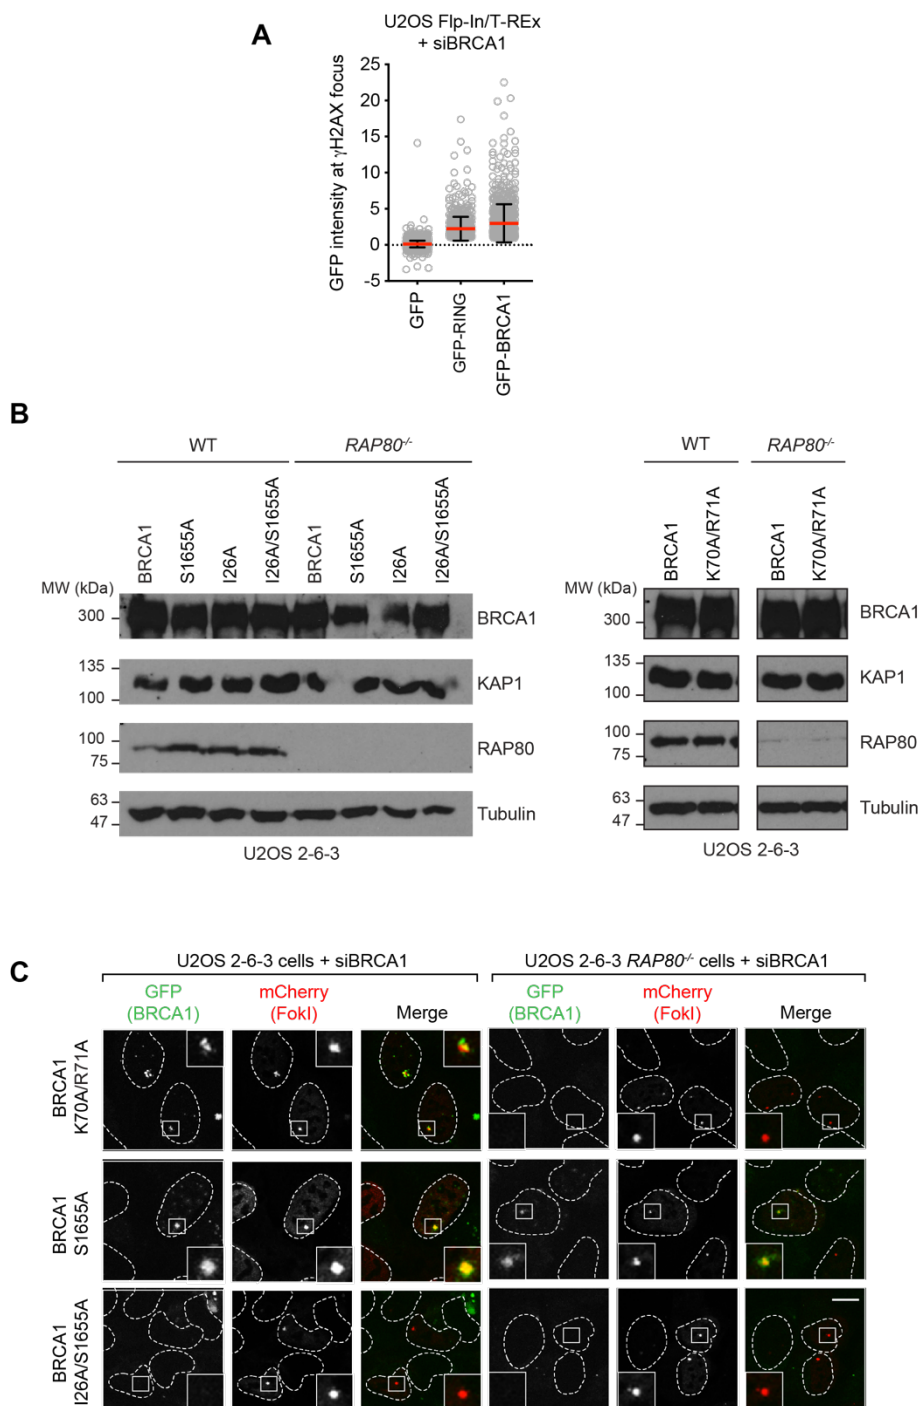 A
U2OS Flp-In/T-REx
+ siBRCA1
GFP intensity at γH2AX focus
25
20
15
10
5
0
-5
GFP
GFP-RING
GFP-BRCA1
B
WT
RAP80-/-
BRCA1
S1655A
I26A
I26A/S1655A
BRCA1
S1655A
I26A
I26A/S1655A
MW (kDa)
300
BRCA1
135
100
KAP1
100
75
RAP80
63
47
Tubulin
U2OS 2-6-3
WT
RAP80-/-
BRCA1
K70A/R71A
BRCA1
K70A/R71A
MW (kDa)
300
BRCA1
135
100
KAP1
100
75
RAP80
63
47
Tubulin
U2OS 2-6-3
C
U2OS 2-6-3 cells + siBRCA1
U2OS 2-6-3 RAP80-/- cells + siBRCA1
GFP
(BRCA1)
mCherry
(FokI)
Merge
GFP
(BRCA1)
mCherry
(FokI)
Merge
BRCA1
K70A/R71A
BRCA1
S1655A
BRCA1
I26A/S1655A